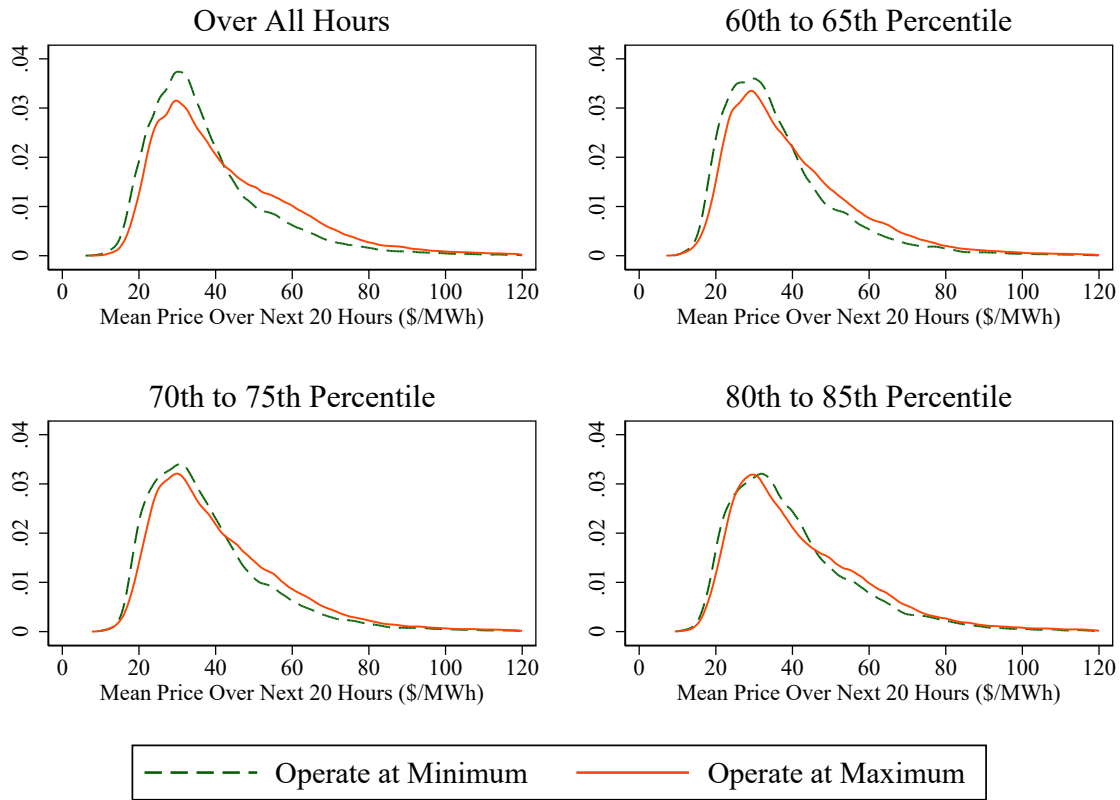 Over All Hours
.04
.03
.02
.01
0
0 20 40 60 80 100 120
Mean Price Over Next 20 Hours ($/MWh)
60th to 65th Percentile
.04
.03
.02
.01
0
0 20 40 60 80 100 120
Mean Price Over Next 20 Hours ($/MWh)
70th to 75th Percentile
.04
.03
.02
.01
0
0 20 40 60 80 100 120
Mean Price Over Next 20 Hours ($/MWh)
80th to 85th Percentile
.04
.03
.02
.01
0
0 20 40 60 80 100 120
Mean Price Over Next 20 Hours ($/MWh)
Operate at Minimum Operate at Maximum